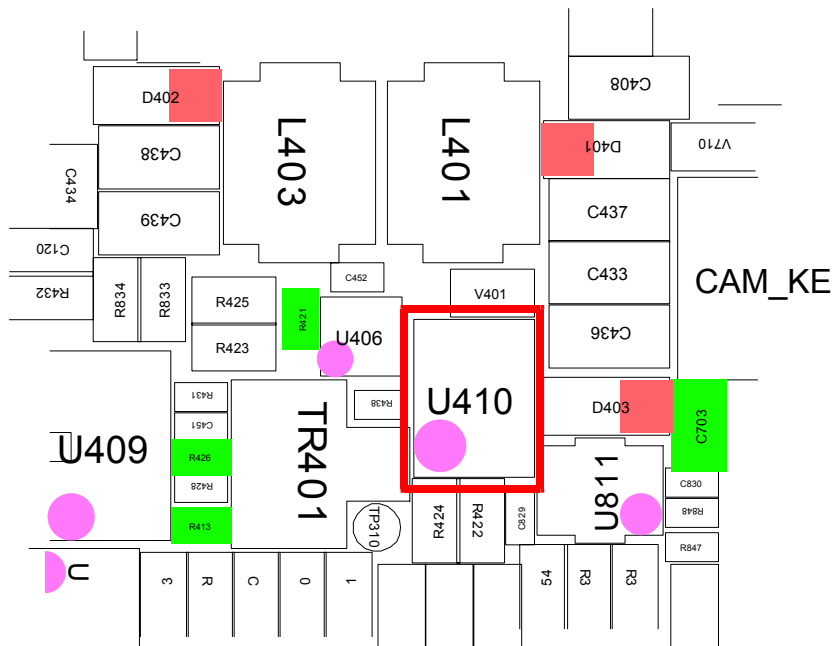 C408
D402
D401
V710
L403
L401
C438
C434
C439
C437
C120
C452
C433
R432
R834
R833
R425
V401
CAM_KE
R421
C436
U406
R423
R431
R438
U410
D403
C703
C451
TR401
U409
R426
U811
R428
C830
R413
TP310
R424
R422
C829
R848
R847
U
3
R
C
0
1
54
R3
R3